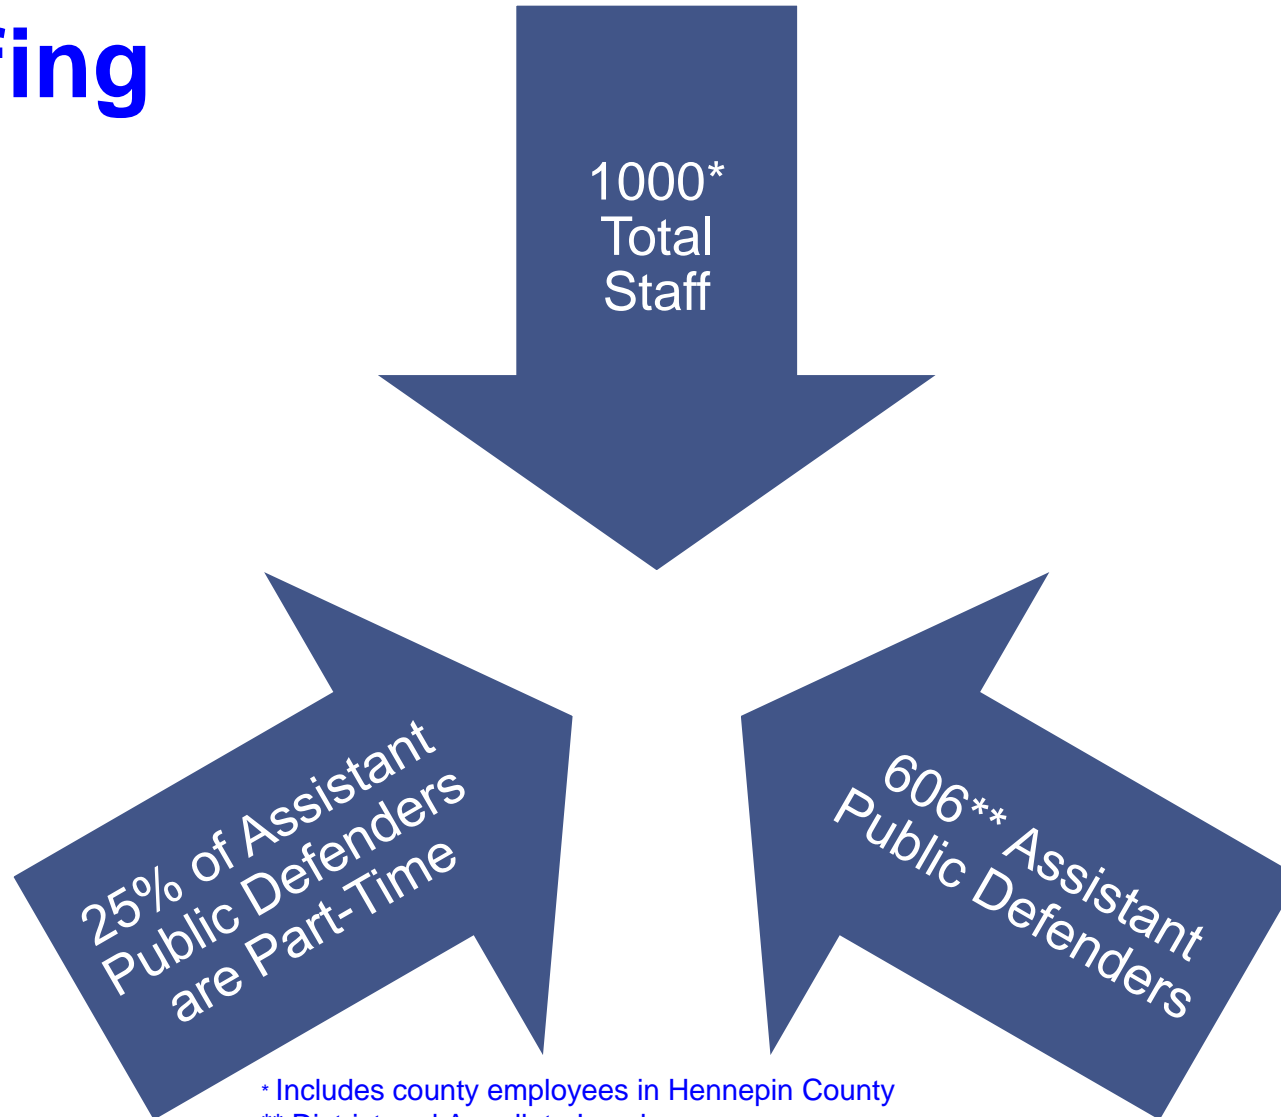 fing
1000*
Total
Staff
25% of Assistant
Public Defenders
are Part-Time
606** Assistant
Public Defenders
* Includes county employees in Hennepin County